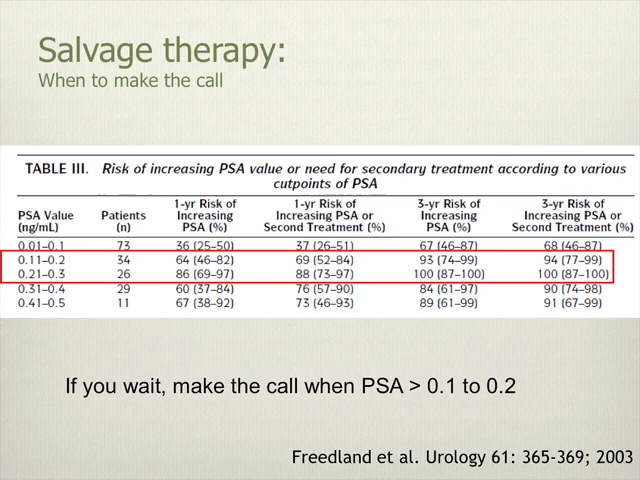 Salvage therapy:
When to make the call
TABLE III. Risk of increasing PSA value or need for secondary treatment according to various
cutpoints of PSA
PSA Value (ng/mL) Patients (n) 1-yr Risk of Increasing PSA (%) 1-yr Risk of Increasing PSA or Second Treatment (%) 3-yr Risk of Increasing PSA (%) 3-yr Risk of Increasing PSA or Second Treatment (%)
0.01–0.1 73 36 (25–50) 37 (26–51) 67 (46–87) 68 (46–87)
0.11–0.2 34 64 (46–82) 69 (52–84) 93 (74–99) 94 (77–99)
0.21–0.3 26 86 (69–97) 88 (73–97) 100 (87–100) 100 (87–100)
0.31–0.4 29 60 (37–84) 76 (57–90) 84 (61–97) 90 (74–98)
0.41–0.5 11 67 (38–92) 73 (46–93) 89 (61–99) 91 (67–99)
If you wait, make the call when PSA > 0.1 to 0.2
Freedland et al. Urology 61: 365-369; 2003